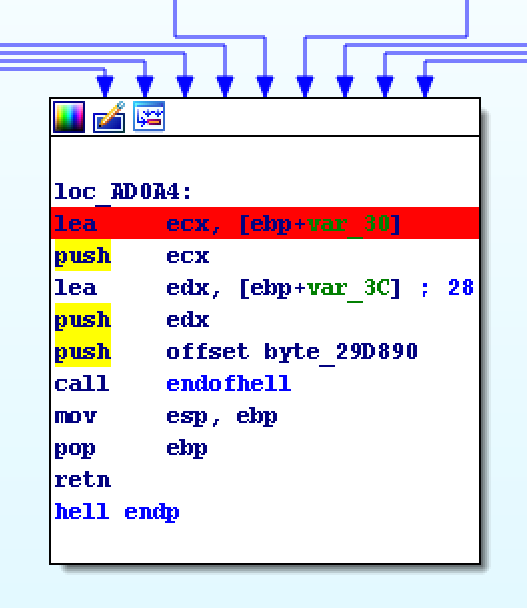 loc_AD0A4:
lea ecx, [ebp+var_30]
push ecx
lea edx, [ebp+var_3C] ; 28
push edx
push offset byte_29D890
call endofhell
mov esp, ebp
pop ebp
retn
hell endp